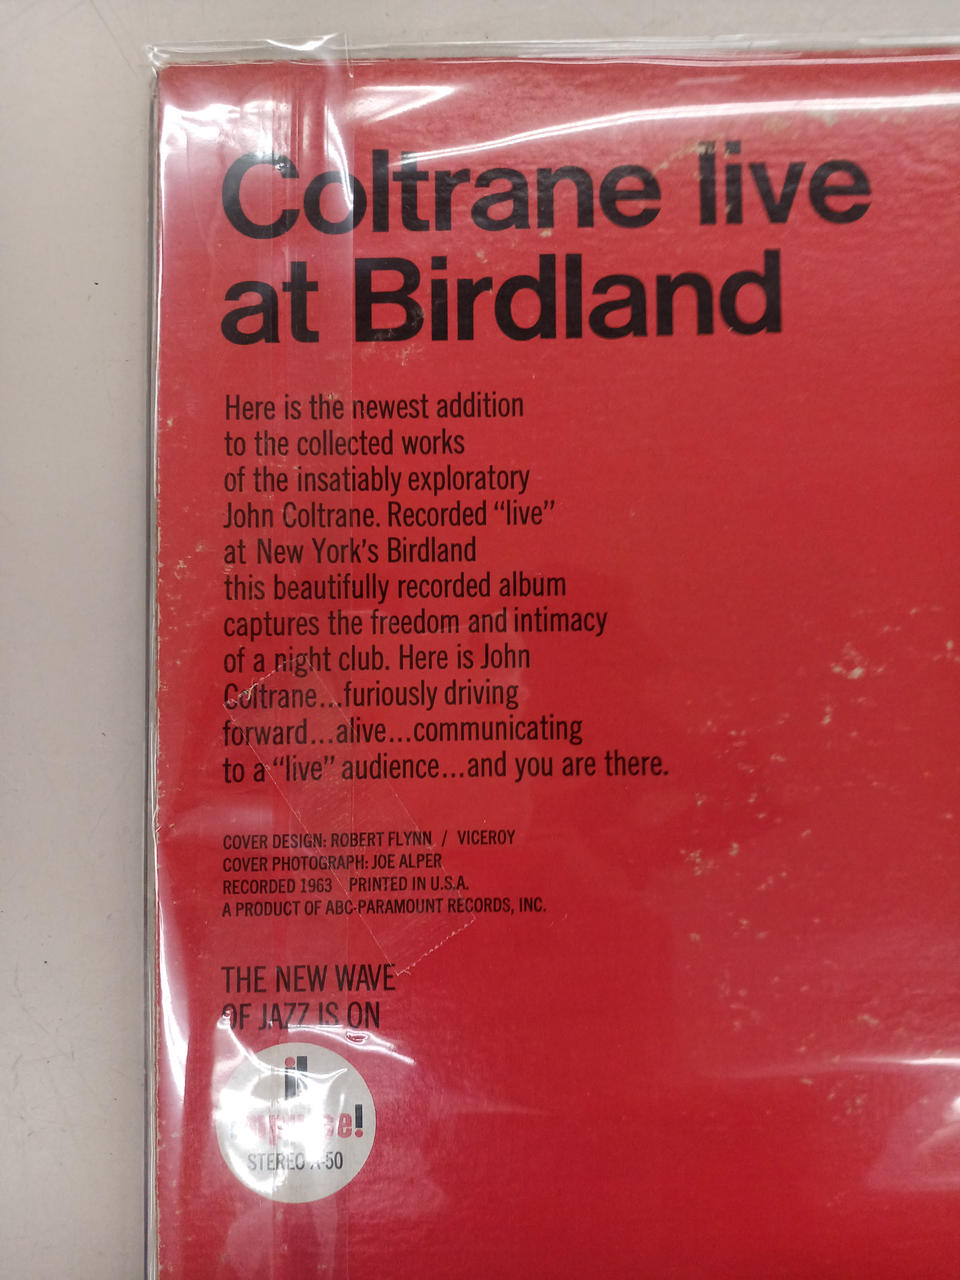 Coltrane live
at Birdland
Here is the newest addition
to the collected works
of the insatiably exploratory
John Coltrane. Recorded “live”
at New York’s Birdland
this beautifully recorded album
captures the freedom and intimacy
of a night club. Here is John
Coltrane...furiously driving
forward...alive...communicating
to a “live” audience...and you are there.
COVER DESIGN: ROBERT FLYNN / VICEROY
COVER PHOTOGRAPH: JOE ALPER
RECORDED 1963 PRINTED IN U.S.A.
A PRODUCT OF ABC-PARAMOUNT RECORDS, INC.
THE NEW WAVE
OF JAZZ IS ON
STEREO A-50